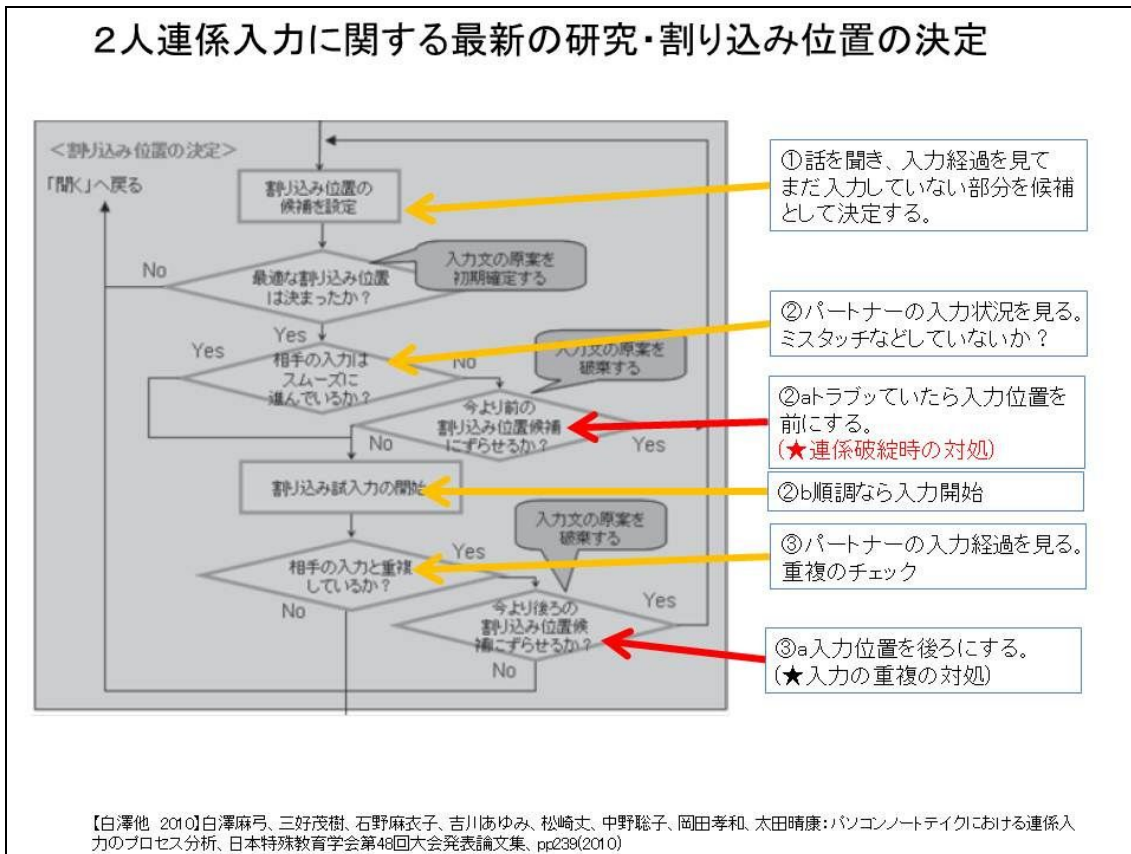 2人連係入力に関する最新の研究・割り込み位置の決定
<割り込み位置の決定>
「聞く」へ戻る
割り込み位置の
候補を設定
①話を聞き、入力経過を見て
まだ入力していない部分を候補
として決定する。
入力文の原案を
初期確定する
No
最適な割り込み位置
は決まったか?
Yes
②パートナーの入力状況を見る。
ミスタッチなどしていないか?
Yes
相手の入力は
スムーズに
進んでいるか?
No
入力文の原案を
破棄する
今より前の
割り込み位置候補
にずらせるか?
No
Yes
②aトラブッていたら入力位置を
前にする。
(★連係破綻時の対処)
割り込み試入力の開始
②b順調なら入力開始
入力文の原案を
破棄する
③パートナーの入力経過を見る。
重複のチェック
相手の入力と重複
しているか?
Yes
No
今より後ろの
割り込み位置候
補にずらせるか?
Yes
No
③a入力位置を後ろにする。
(★入力の重複の対処)
【白澤他 2010】白澤麻弓、三好茂樹、石野麻衣子、吉川あゆみ、松崎丈、中野聡子、岡田孝和、太田晴康:パソコンノートテイクにおける連係入
力のプロセス分析、日本特殊教育学会第48回大会発表論文集、pp239(2010)